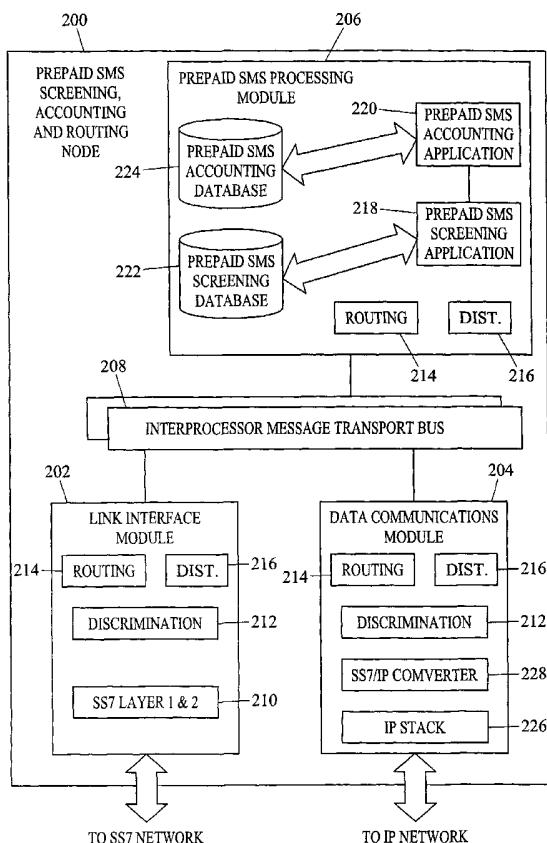 200
206
PREPAID SMS
SCREENING,
ACCOUNTING
AND ROUTING
NODE
PREPAID SMS PROCESSING
MODULE
220
PREPAID SMS
ACCOUNTING
APPLICATION
224
PREPAID SMS
ACCOUNTING
DATABASE
218
PREPAID SMS
SCREENING
APPLICATION
222
PREPAID SMS
SCREENING
DATABASE
ROUTING
DIST.
214
216
208
INTERPROCESSOR MESSAGE TRANSPORT BUS
202
204
LINK INTERFACE
MODULE
DATA COMMUNICATIONS
MODULE
214
ROUTING
DIST.
216
214
ROUTING
DIST.
216
DISCRIMINATION
212
DISCRIMINATION
212
SS7/IP COMVERTER
228
SS7 LAYER 1 & 2
210
IP STACK
226
TO SS7 NETWORK
TO IP NETWORK